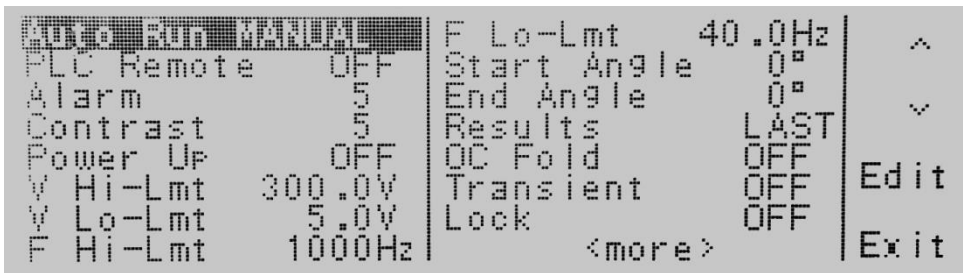 Auto Run MANUAL
PLC Remote OFF
Alarm 5
Contrast 5
Power Up OFF
V Hi-Lmt 300.0V
V Lo-Lmt 5.0V
F Hi-Lmt 1000Hz
F Lo-Lmt 40.0Hz
Start Angle 0°
End Angle 0°
Results LAST
OC Fold OFF
Transient OFF
Lock OFF
<more>
^
v
Edit
Exit